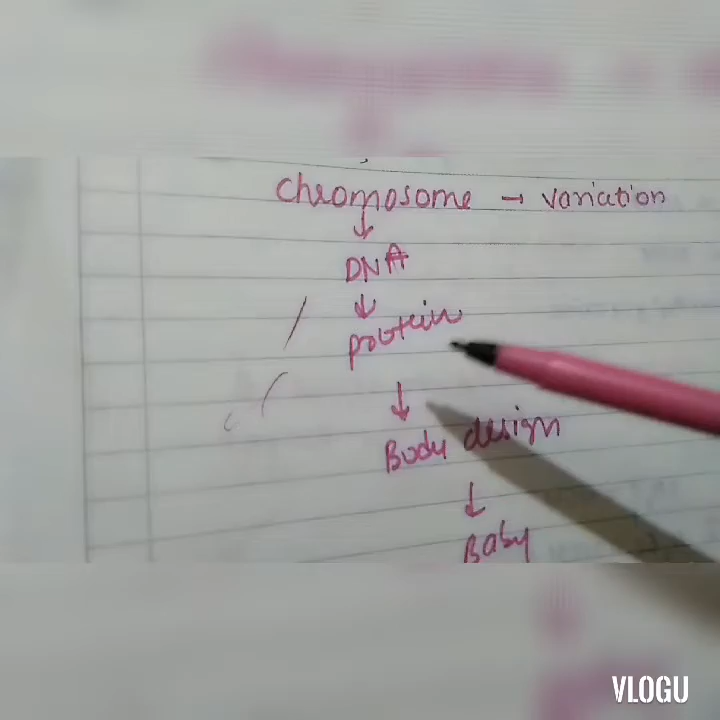 chromosome → variation
↓
DNA
↓
protein
↓
Body design
↓
Baby
VLOGU